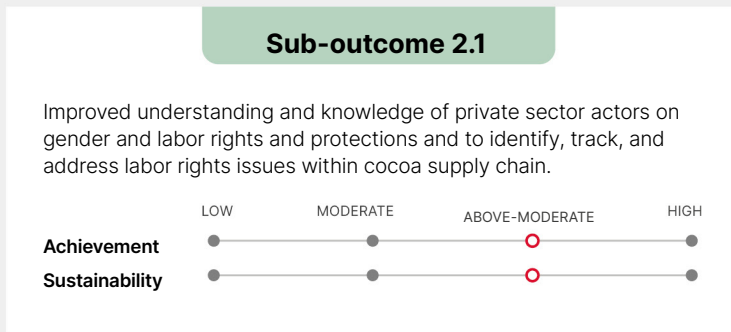 Sub-outcome 2.1
Improved understanding and knowledge of private sector actors on
gender and labor rights and protections and to identify, track, and
address labor rights issues within cocoa supply chain.
LOW MODERATE ABOVE-MODERATE HIGH
Achievement
Sustainability